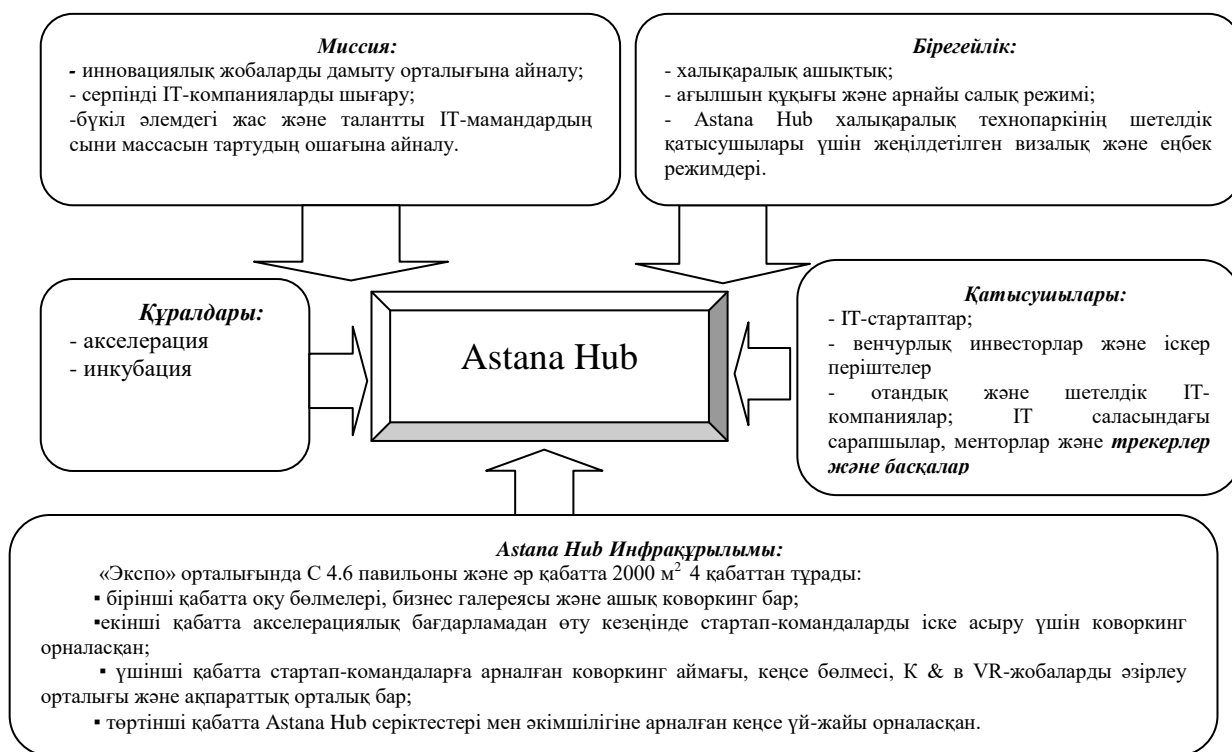 Миссия:
- инновациялық жобаларды дамыту орталығына айналу;
- серпінді IT-компанияларды шығару;
-бүкіл әлемдегі жас және талантты IT-мамандардың
сыни массасын тартудың ошағына айналу.
Бірегейлік:
- халықаралық ашықтық;
- ағылшын құқығы және арнайы салық режимі;
- Astana Hub халықаралық технопаркінің шетелдік
қатысушылары үшін жеңілдетілген визалық және еңбек
режимдері.
Құралдары:
- акселерация
- инкубация
Astana Hub
Қатысушылары:
- IT-стартаптар;
- венчурлық инвесторлар және іскер
періштелер
- отандық және шетелдік IT-
компаниялар; IT саласындағы
сарапшылар, менторлар және трекерлер
және басқалар
Astana Hub Инфрақұрылымы:
«Экспо» орталығында С 4.6 павильоны және әр қабатта 2000 м² 4 қабаттан тұрады:
▪ бірінші қабатта оқу бөлмелері, бизнес галереясы және ашық коворкинг бар;
▪екінші қабатта акселерациялық бағдарламадан өту кезеңінде стартап-командаларды іске асыру үшін коворкинг
орналасқан;
▪ үшінші қабатта стартап-командаларға арналған коворкинг аймағы, кеңсе бөлмесі, К & в VR-жобаларды әзірлеу
орталығы және ақпараттық орталық бар;
▪ төртінші қабатта Astana Hub серіктестері мен әкімшілігіне арналған кеңсе үй-жайы орналасқан.